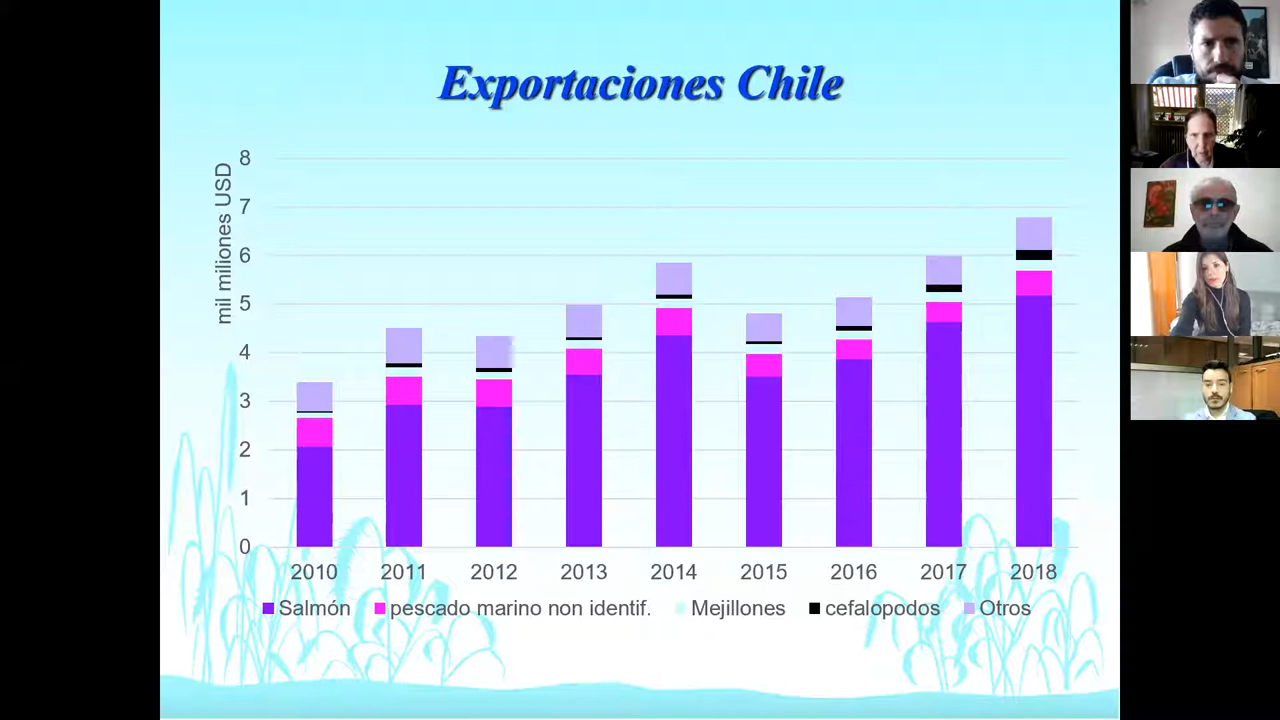 Exportaciones Chile
mil miliones USD
8
7
6
5
4
3
2
1
0
2010 2011 2012 2013 2014 2015 2016 2017 2018
Salmón pescado marino non identif. Mejillones cefalopodos Otros